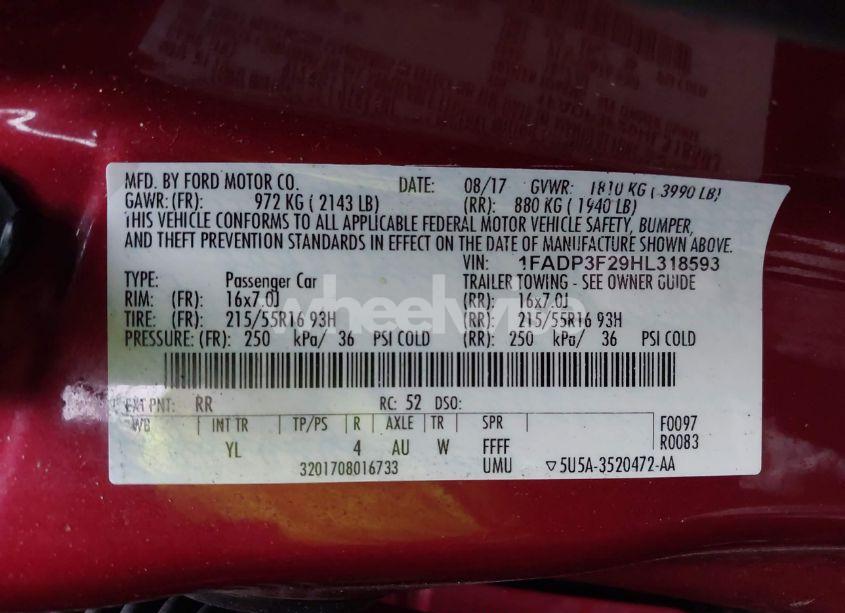 MFD. BY FORD MOTOR CO. DATE: 08/17 GVWR: 1810 KG ( 3990 LB)
GAWR: (FR): 972 KG ( 2143 LB) (RR): 880 KG ( 1940 LB)
THIS VEHICLE CONFORMS TO ALL APPLICABLE FEDERAL MOTOR VEHICLE SAFETY, BUMPER,
AND THEFT PREVENTION STANDARDS IN EFFECT ON THE DATE OF MANUFACTURE SHOWN ABOVE.
VIN: 1FADP3F29HL318593
TYPE: Passenger Car TRAILER TOWING - SEE OWNER GUIDE
RIM: (FR): 16x7.0J (RR): 16x7.0J
TIRE: (FR): 215/55R16 93H (RR): 215/55R16 93H
PRESSURE: (FR): 250 kPa/ 36 PSI COLD (RR): 250 kPa/ 36 PSI COLD
EXT PNT: RR RC: 52 DSO:
WB INT TR TP/PS R AXLE TR SPR F0097
YL 4 AU W FFFF R0083
3201708016733 UMU ▽5U5A-3520472-AA